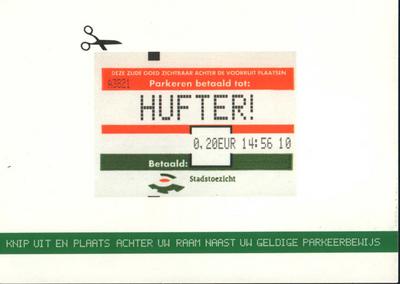 DEZE ZIJDE GOED ZICHTBAAR ACHTER DE VOORRUIT PLAATSEN
A3821 Parkeren betaald tot:
HUFTER!
0,20EUR 14:56 10
Betaald:
Stadstoezicht
KNIP UIT EN PLAATS ACHTER UW RAAM NAAST UW GELDIGE PARKEERBEWIJS